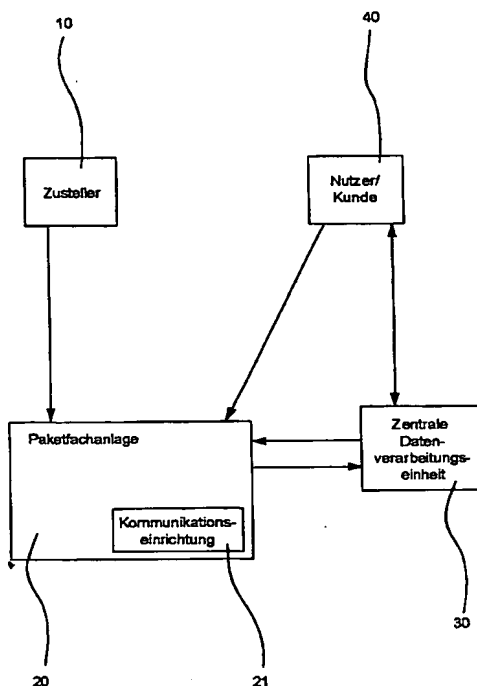 10
40
Zusteller
Nutzer/
Kunde
Paketfachanlage
Zentrale
Daten-
verarbeitungs-
einheit
Kommunikations-
einrichtung
20
21
30